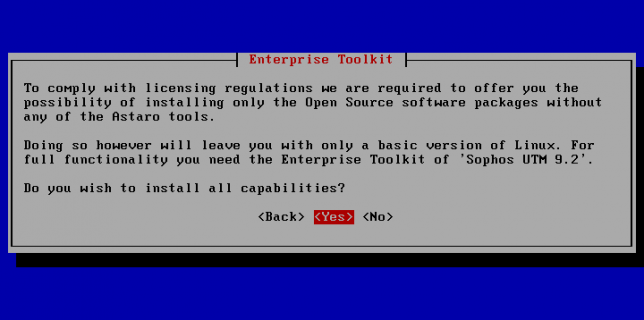 Enterprise Toolkit
To comply with licensing regulations we are required to offer you the
possibility of installing only the Open Source software packages without
any of the Astaro tools.
Doing so however will leave you with only a basic version of Linux. For
full functionality you need the Enterprise Toolkit of 'Sophos UTM 9.2'.
Do you wish to install all capabilities?
<Back> <Yes> <No>